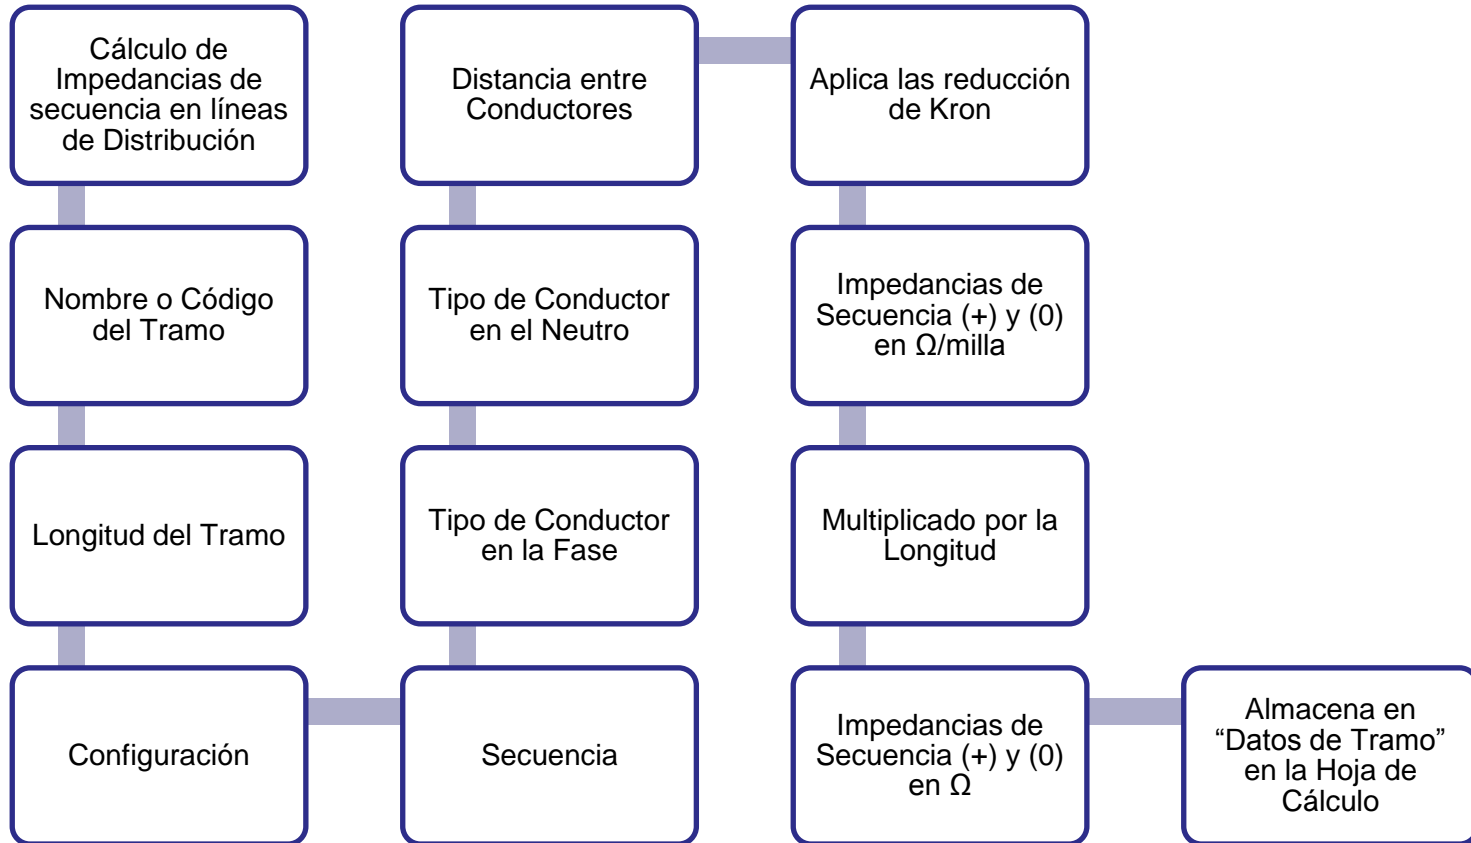 Cálculo de
Impedancias de
secuencia en líneas
de Distribución
Nombre o Código
del Tramo
Longitud del Tramo
Configuración
Secuencia
Tipo de Conductor
en la Fase
Tipo de Conductor
en el Neutro
Distancia entre
Conductores
Aplica las reducción
de Kron
Impedancias de
Secuencia (+) y (0)
en Ω/milla
Multiplicado por la
Longitud
Impedancias de
Secuencia (+) y (0)
en Ω
Almacena en
“Datos de Tramo”
en la Hoja de
Cálculo